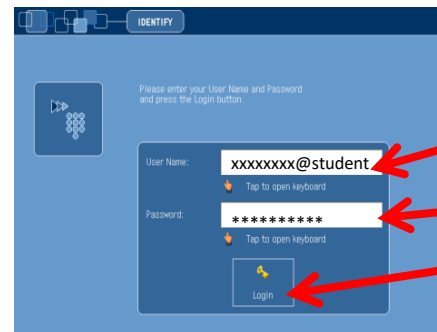 IDENTIFY
Please enter your User Name and Password
and press the Login button.
User Name:
xxxxxxxx@student
Tap to open keyboard
Password:
**********
Tap to open keyboard
Login